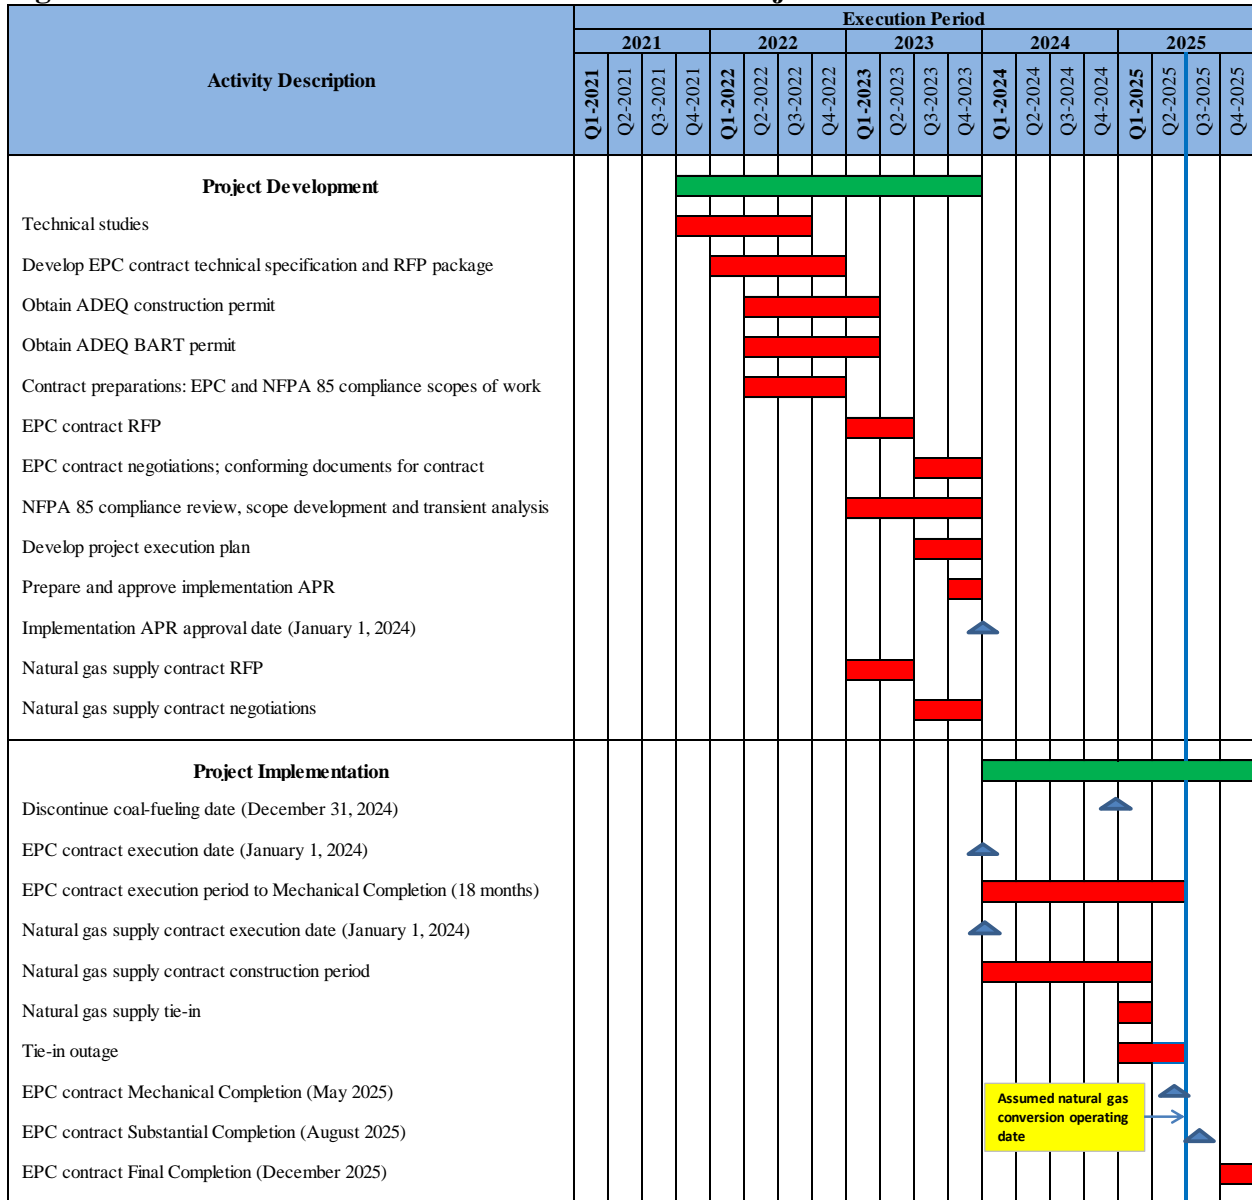 Execution Period
2021 2022 2023 2024 2025
Activity Description
Q1-2021 Q2-2021 Q3-2021 Q4-2021 Q1-2022 Q2-2022 Q3-2022 Q4-2022 Q1-2023 Q2-2023 Q3-2023 Q4-2023 Q1-2024 Q2-2024 Q3-2024 Q4-2024 Q1-2025 Q2-2025 Q3-2025 Q4-2025
Project Development
Technical studies
Develop EPC contract technical specification and RFP package
Obtain ADEQ construction permit
Obtain ADEQ BART permit
Contract preparations: EPC and NFPA 85 compliance scopes of work
EPC contract RFP
EPC contract negotiations; conforming documents for contract
NFPA 85 compliance review, scope development and transient analysis
Develop project execution plan
Prepare and approve implementation APR
Implementation APR approval date (January 1, 2024)
Natural gas supply contract RFP
Natural gas supply contract negotiations
Project Implementation
Discontinue coal-fueling date (December 31, 2024)
EPC contract execution date (January 1, 2024)
EPC contract execution period to Mechanical Completion (18 months)
Natural gas supply contract execution date (January 1, 2024)
Natural gas supply contract construction period
Natural gas supply tie-in
Tie-in outage
EPC contract Mechanical Completion (May 2025)
EPC contract Substantial Completion (August 2025)
EPC contract Final Completion (December 2025)
Assumed natural gas
conversion operating
date